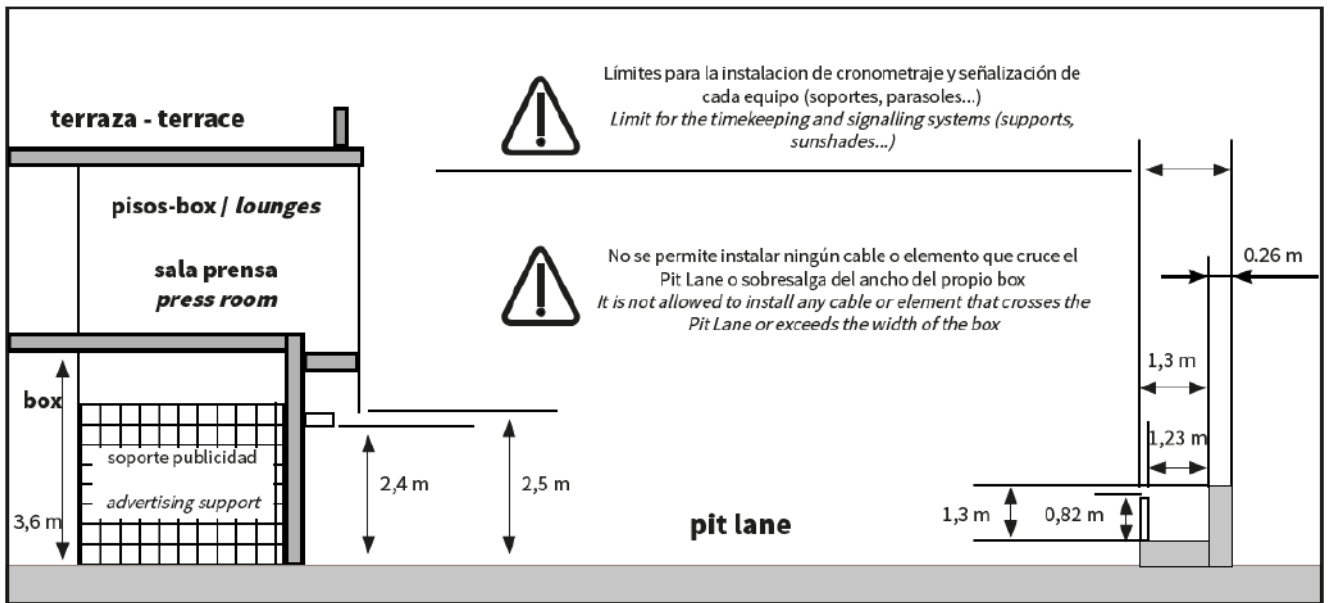 Límites para la instalacion de cronometraje y señalización de
cada equipo (soportes, parasoles...)
Limit for the timekeeping and signalling systems (supports,
sunshades...)
terraza - terrace
pisos-box / lounges
sala prensa
press room
No se permite instalar ningún cable o elemento que cruce el
Pit Lane o sobresalga del ancho del propio box
It is not allowed to install any cable or element that crosses the
Pit Lane or exceeds the width of the box
0.26 m
1,3 m
box
1,23 m
soporte publicidad
advertising support
2,4 m
2,5 m
3,6 m
pit lane
1,3 m
0,82 m